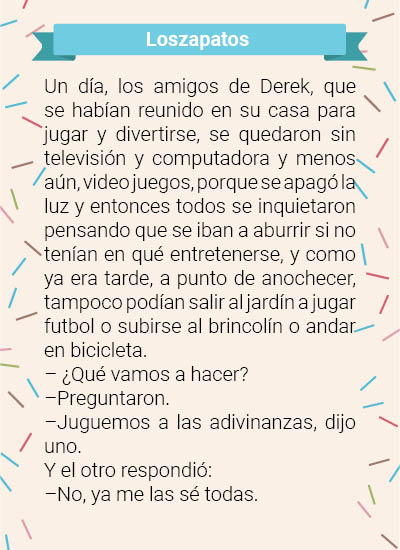 Loszapatos
Un día, los amigos de Derek, que
se habían reunido en su casa para
jugar y divertirse, se quedaron sin
televisión y computadora y menos
aún, video juegos, porque se apagó la
luz y entonces todos se inquietaron
pensando que se iban a aburrir si no
tenían en qué entretenerse, y como
ya era tarde, a punto de anochecer,
tampoco podían salir al jardín a jugar
futbol o subirse al brincolín o andar
en bicicleta.
– ¿Qué vamos a hacer?
–Preguntaron.
–Juguemos a las adivinanzas, dijo
uno.
Y el otro respondió:
–No, ya me las sé todas.